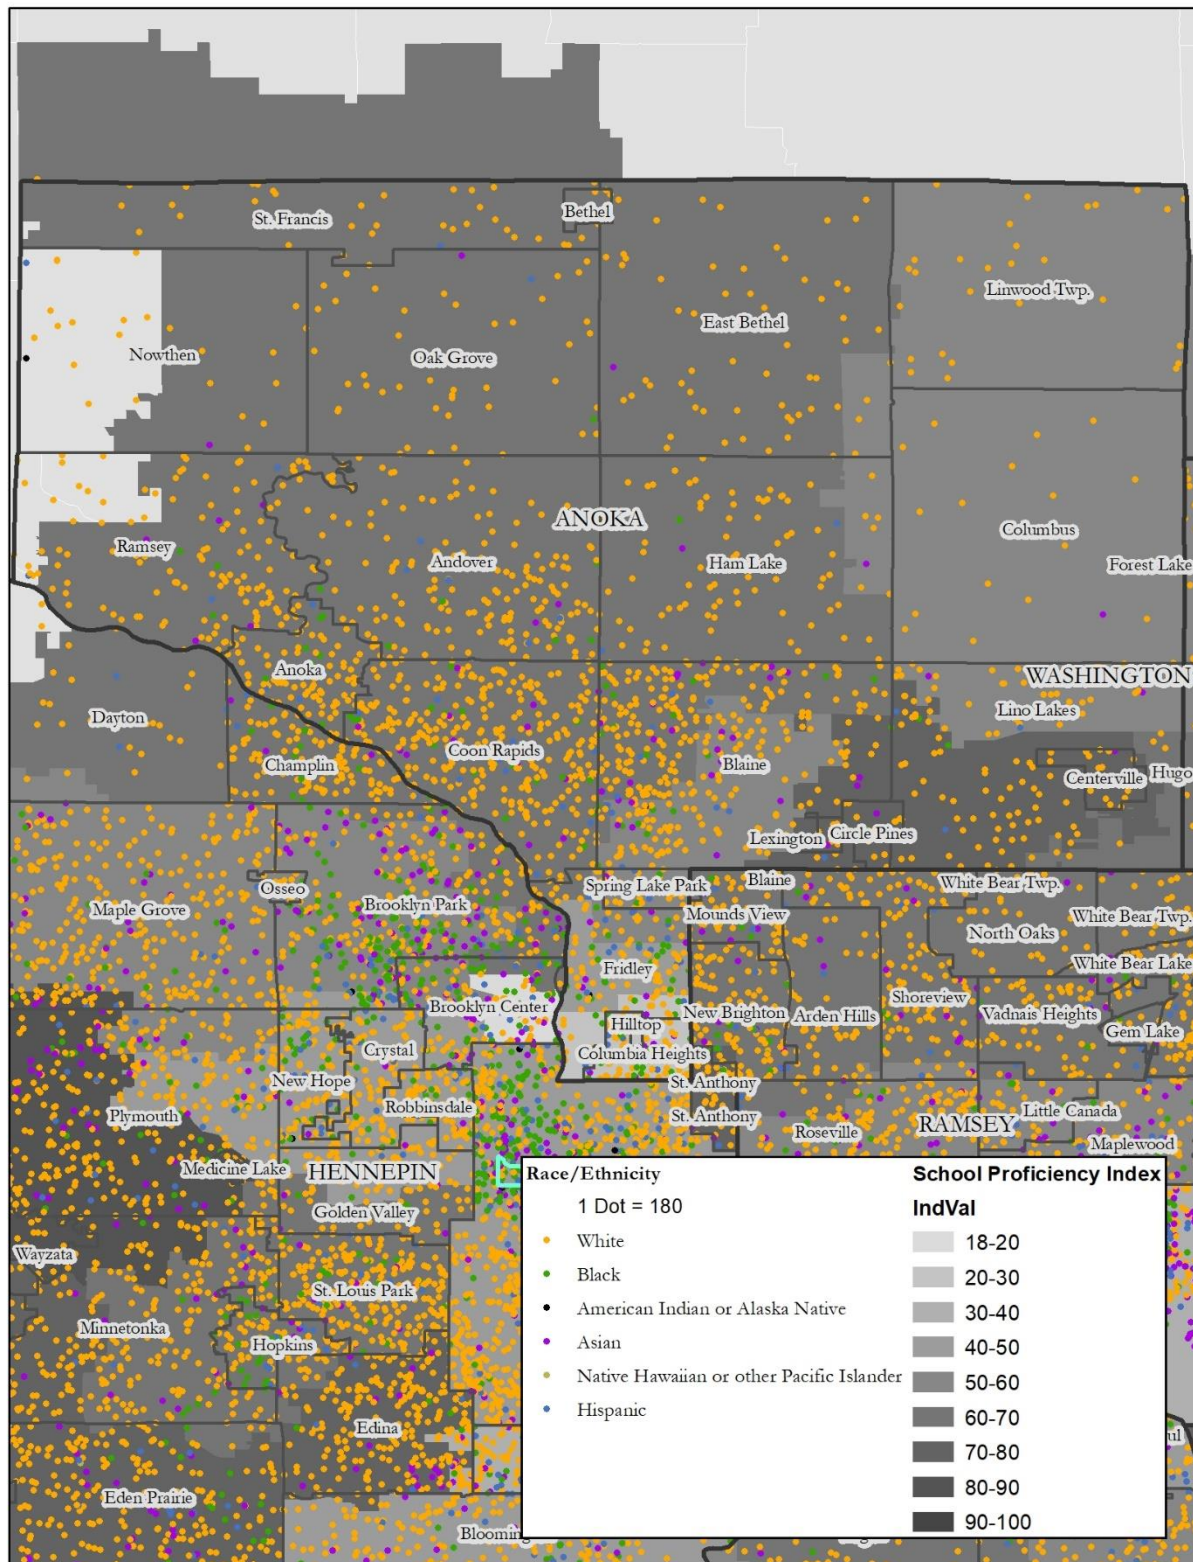 St. Francis
Bethel
Linwood Twp.
East Bethel
Nowthen
Oak Grove
ANOKA
Columbus
Ramsey
Andover
Ham Lake
Forest Lake
Anoka
WASHINGTON
Dayton
Lino Lakes
Coon Rapids
Champlin
Blaine
Centerville
Hugo
Lexington
Circle Pines
Osseo
Spring Lake Park
Blaine
White Bear Twp.
Maple Grove
Brooklyn Park
Mounds View
White Bear Twp.
North Oaks
Fridley
White Bear Lake
Shoreview
Brooklyn Center
New Brighton
Arden Hills
Vadnais Heights
Hilltop
Gem Lake
Crystal
Columbia Heights
New Hope
St. Anthony
Plymouth
Robbinsdale
St. Anthony
Little Canada
Roseville
RAMSEY
Maplewood
Medicine Lake
HENNEPIN
Golden Valley
Wayzata
St. Louis Park
Minnetonka
Hopkins
Edina
Eden Prairie
Race/Ethnicity
1 Dot = 180
White
Black
American Indian or Alaska Native
Asian
Native Hawaiian or other Pacific Islander
Hispanic
School Proficiency Index
IndVal
18-20
20-30
30-40
40-50
50-60
60-70
70-80
80-90
90-100